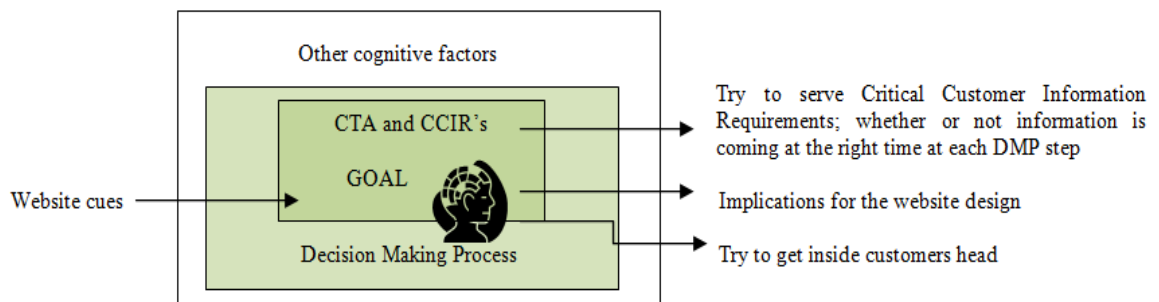 Other cognitive factors
CTA and CCIR's
GOAL
Decision Making Process
Website cues
Try to serve Critical Customer Information
Requirements; whether or not information is
coming at the right time at each DMP step
Implications for the website design
Try to get inside customers head